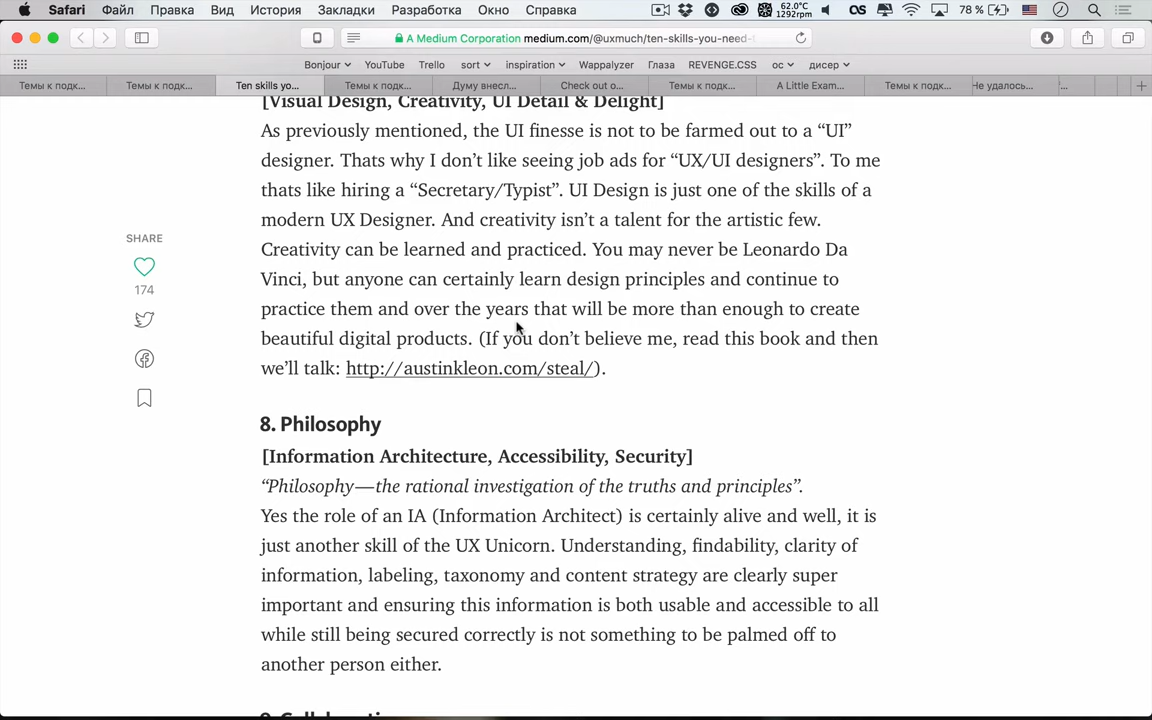 Safari Файл Правка Вид История Закладки Разработка Окно Справка 62.0°C 1292rpm 78 %
A Medium Corporation medium.com/@uxmuch/ten-skills-you-need-
Bonjour YouTube Trello sort inspiration Wappalyzer Глаза REVENGE.CSS ос дисер
Темы к подк... Темы к подк... Ten skills yo... Темы к подк... Думу внесл... Check out o... Темы к подк... A Little Exam... Темы к подк... Не удалось...
[Visual Design, Creativity, UI Detail & Delight]
As previously mentioned, the UI finesse is not to be farmed out to a “UI”
designer. Thats why I don’t like seeing job ads for “UX/UI designers”. To me
thats like hiring a “Secretary/Typist”. UI Design is just one of the skills of a
modern UX Designer. And creativity isn’t a talent for the artistic few.
Creativity can be learned and practiced. You may never be Leonardo Da
Vinci, but anyone can certainly learn design principles and continue to
practice them and over the years that will be more than enough to create
beautiful digital products. (If you don’t believe me, read this book and then
we’ll talk: http://austinkleon.com/steal/).
SHARE
174
8. Philosophy
[Information Architecture, Accessibility, Security]
“Philosophy—the rational investigation of the truths and principles”.
Yes the role of an IA (Information Architect) is certainly alive and well, it is
just another skill of the UX Unicorn. Understanding, findability, clarity of
information, labeling, taxonomy and content strategy are clearly super
important and ensuring this information is both usable and accessible to all
while still being secured correctly is not something to be palmed off to
another person either.